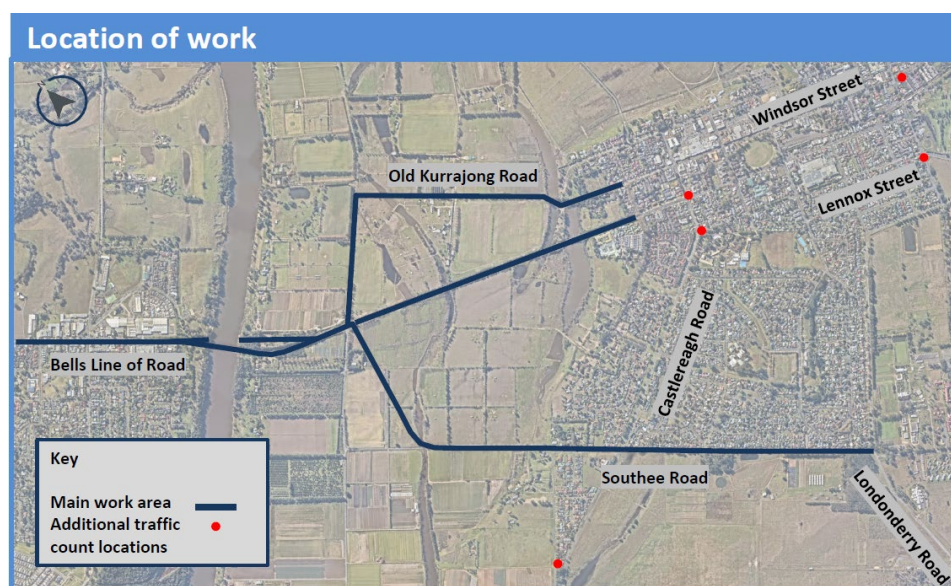 Location of work
Windsor Street
Old Kurrajong Road
Lennox Street
Castlereagh Road
Bells Line of Road
Southee Road
Londonderry Road
Key
Main work area
Additional traffic
count locations